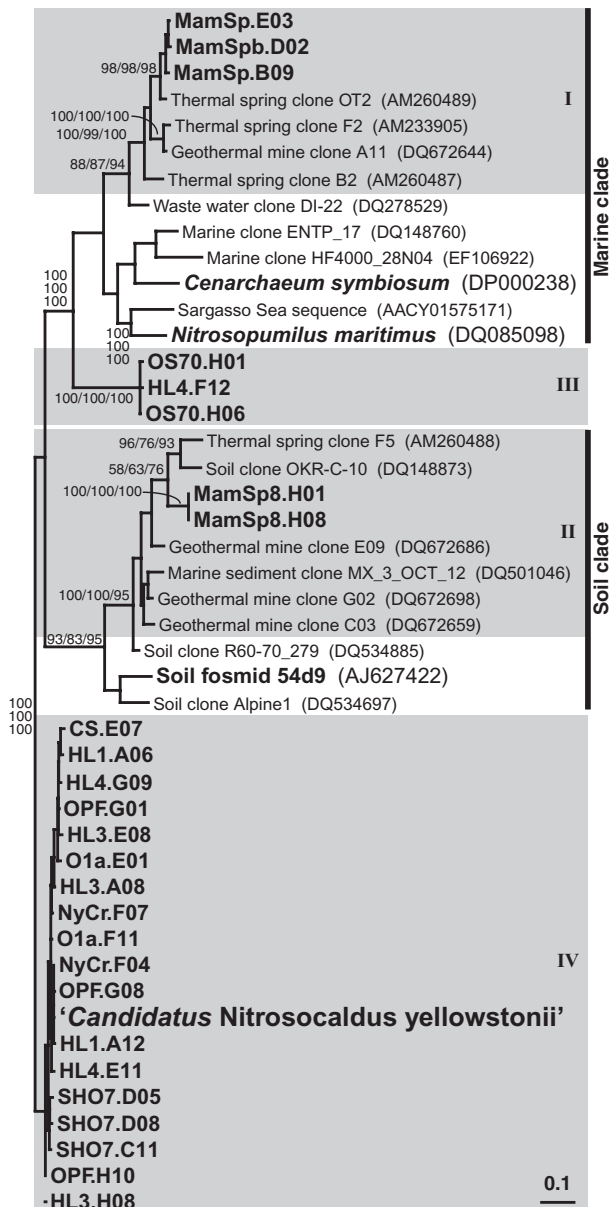 MamSp.E03
MamSpb.D02
98/98/98
MamSp.B09
Thermal spring clone OT2 (AM260489)
I
100/100/100
Thermal spring clone F2 (AM233905)
100/99/100
Geothermal mine clone A11 (DQ672644)
88/87/94
Thermal spring clone B2 (AM260487)
Waste water clone DI-22 (DQ278529)
Marine clone ENTP_17 (DQ148760)
Marine clone HF4000_28N04 (EF106922)
100
100
100
Cenarchaeum symbiosum (DP000238)
Sargasso Sea sequence (AACY01575171)
Nitrosopumilus maritimus (DQ085098)
Marine clade
100
100
100
OS70.H01
HL4.F12
III
100/100/100
OS70.H06
96/76/93
Thermal spring clone F5 (AM260488)
58/63/76
Soil clone OKR-C-10 (DQ148873)
100/100/100
MamSp8.H01
MamSp8.H08
II
Geothermal mine clone E09 (DQ672686)
Marine sediment clone MX_3_OCT_12 (DQ501046)
100/100/95
Geothermal mine clone G02 (DQ672698)
Geothermal mine clone C03 (DQ672659)
93/83/95
Soil clone R60-70_279 (DQ534885)
Soil fosmid 54d9 (AJ627422)
Soil clone Alpine1 (DQ534697)
Soil clade
100
100
100
CS.E07
HL1.A06
HL4.G09
OPF.G01
HL3.E08
O1a.E01
HL3.A08
NyCr.F07
O1a.F11
NyCr.F04
IV
OPF.G08
‘Candidatus Nitrosocaldus yellowstonii’
HL1.A12
HL4.E11
SHO7.D05
SHO7.D08
SHO7.C11
OPF.H10
0.1
HL3.H08